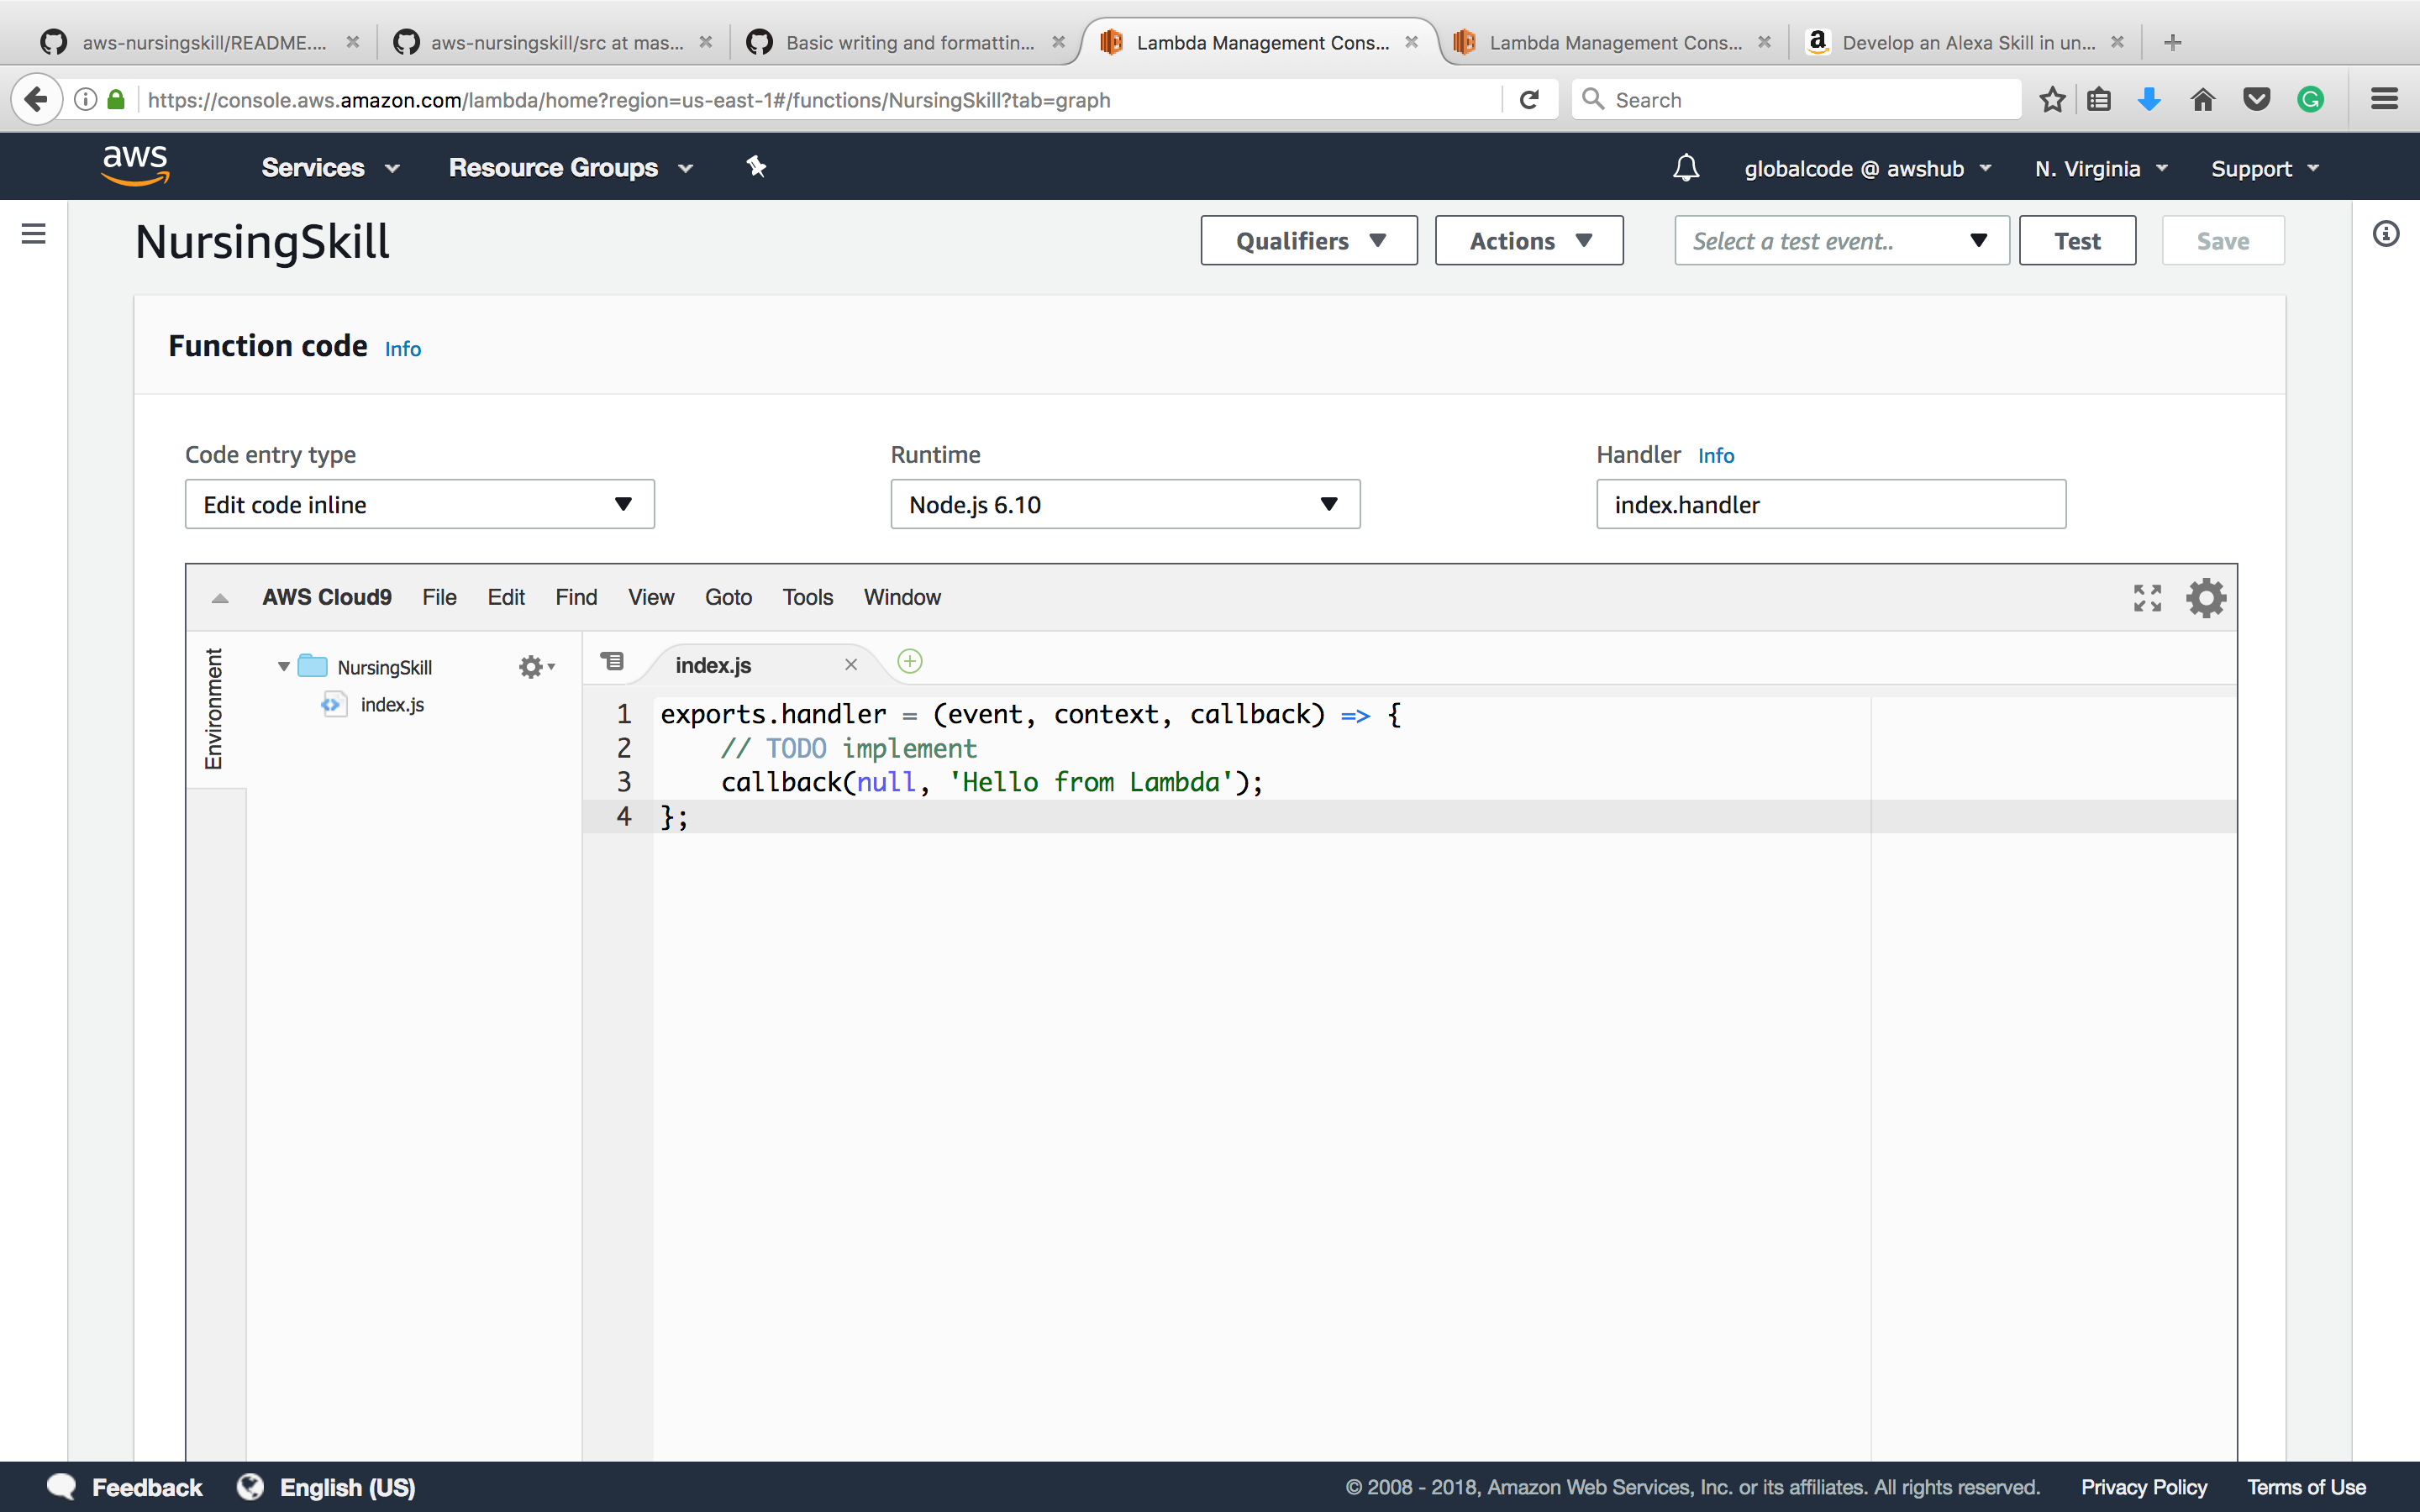 aws-nursingskill/README....
aws-nursingskill/src at mas...
Basic writing and formattin...
Lambda Management Cons...
Lambda Management Cons...
a Develop an Alexa Skill in un...
https://console.aws.amazon.com/lambda/home?region=us-east-1#/functions/NursingSkill?tab=graph
Search
aws Services Resource Groups globalcode @ awshub N. Virginia Support
NursingSkill Qualifiers Actions Select a test event.. Test Save
Function code Info
Code entry type Runtime Handler Info
Edit code inline Node.js 6.10 index.handler
AWS Cloud9 File Edit Find View Goto Tools Window
Environment
NursingSkill
index.js
index.js
1 exports.handler = (event, context, callback) => {
2 // TODO implement
3 callback(null, 'Hello from Lambda');
4 };
Feedback English (US) © 2008 - 2018, Amazon Web Services, Inc. or its affiliates. All rights reserved. Privacy Policy Terms of Use